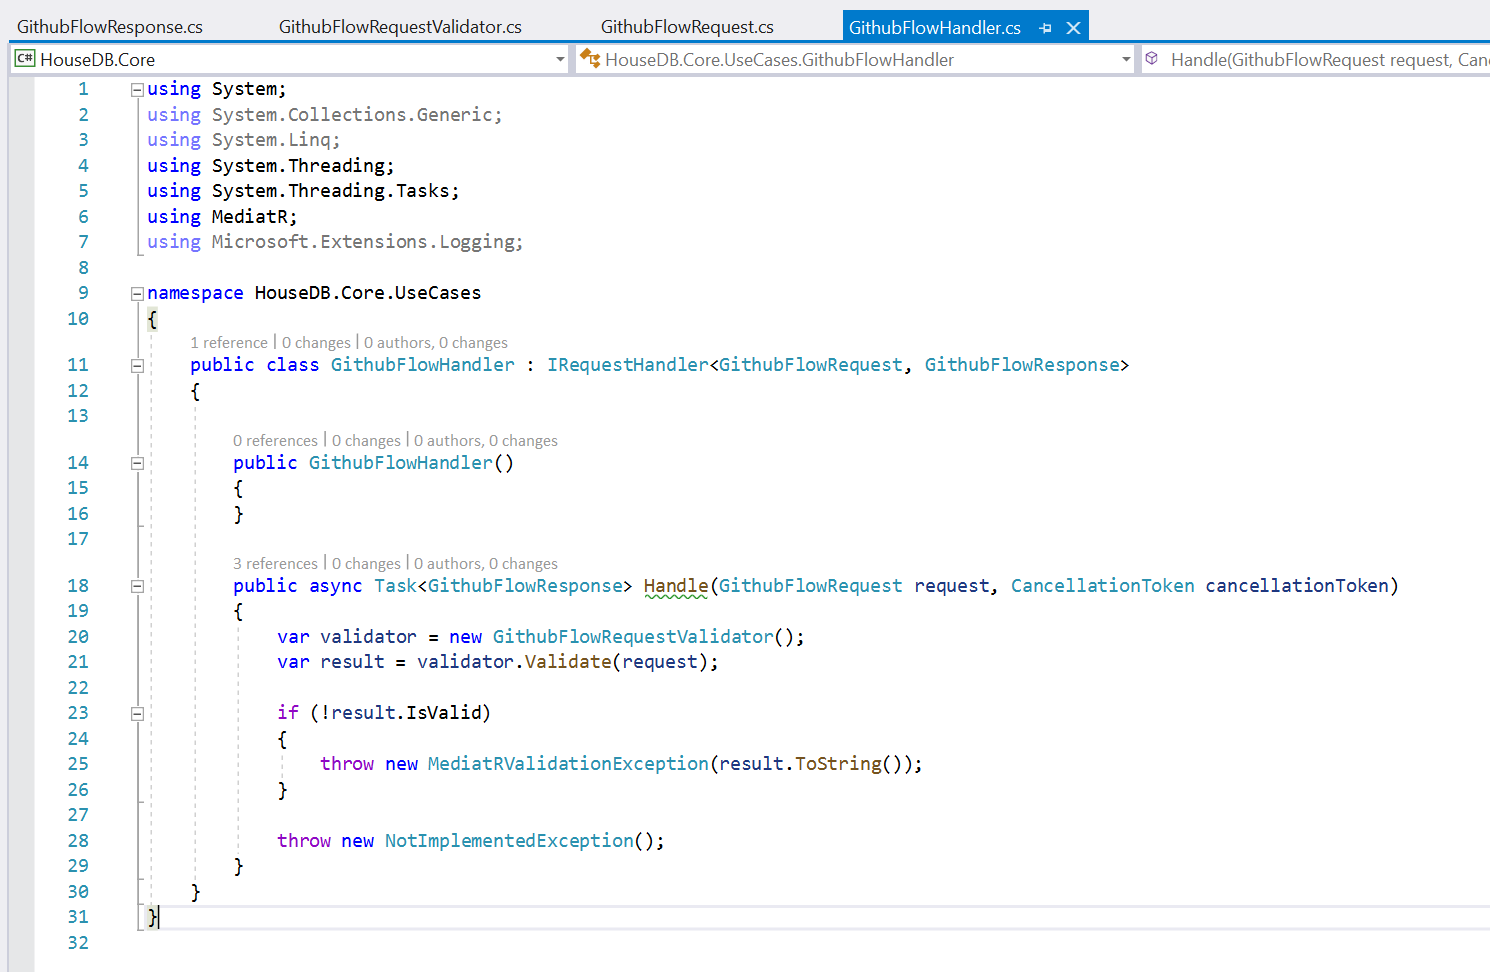 GithubFlowResponse.cs GithubFlowRequestValidator.cs GithubFlowRequest.cs GithubFlowHandler.cs
C# HouseDB.Core HouseDB.Core.UseCases.GithubFlowHandler Handle(GithubFlowRequest request, Can
1 using System;
2 using System.Collections.Generic;
3 using System.Linq;
4 using System.Threading;
5 using System.Threading.Tasks;
6 using MediatR;
7 using Microsoft.Extensions.Logging;
8
9 namespace HouseDB.Core.UseCases
10 {
1 reference | 0 changes | 0 authors, 0 changes
11 public class GithubFlowHandler : IRequestHandler<GithubFlowRequest, GithubFlowResponse>
12 {
13
0 references | 0 changes | 0 authors, 0 changes
14 public GithubFlowHandler()
15 {
16 }
17
3 references | 0 changes | 0 authors, 0 changes
18 public async Task<GithubFlowResponse> Handle(GithubFlowRequest request, CancellationToken cancellationToken)
19 {
20 var validator = new GithubFlowRequestValidator();
21 var result = validator.Validate(request);
22
23 if (!result.IsValid)
24 {
25 throw new MediatRValidationException(result.ToString());
26 }
27
28 throw new NotImplementedException();
29 }
30 }
31 }
32